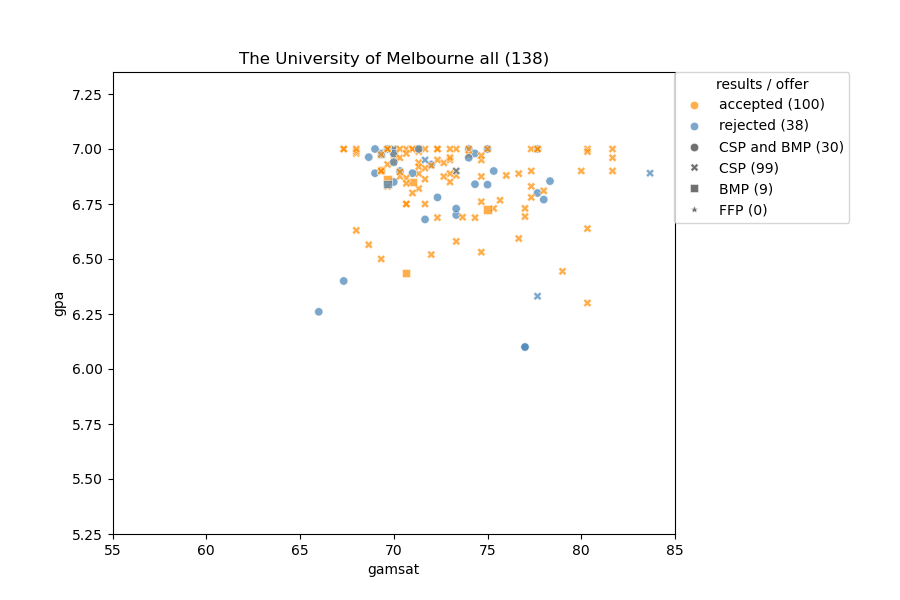 The University of Melbourne all (138)
results / offer
accepted (100)
rejected (38)
CSP and BMP (30)
CSP (99)
BMP (9)
FFP (0)
gpa
7.25
7.00
6.75
6.50
6.25
6.00
5.75
5.50
5.25
55 60 65 70 75 80 85
gamsat